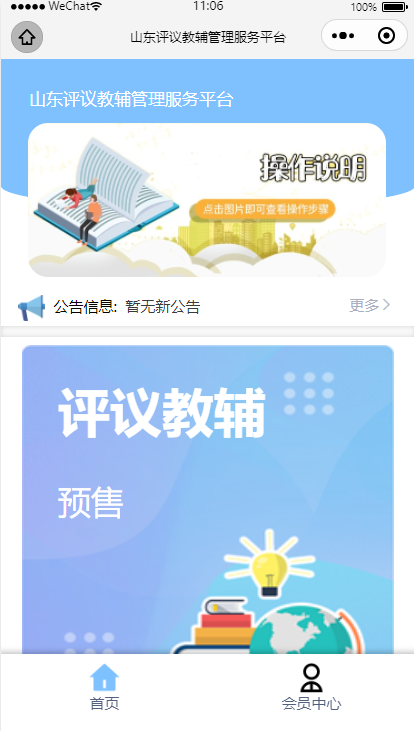 WeChat
11:06
100%
山东评议教辅管理服务平台
山东评议教辅管理服务平台
操作说明
点击图片即可查看操作步骤
公告信息: 暂无新公告
更多
评议教辅
预售
首页
会员中心